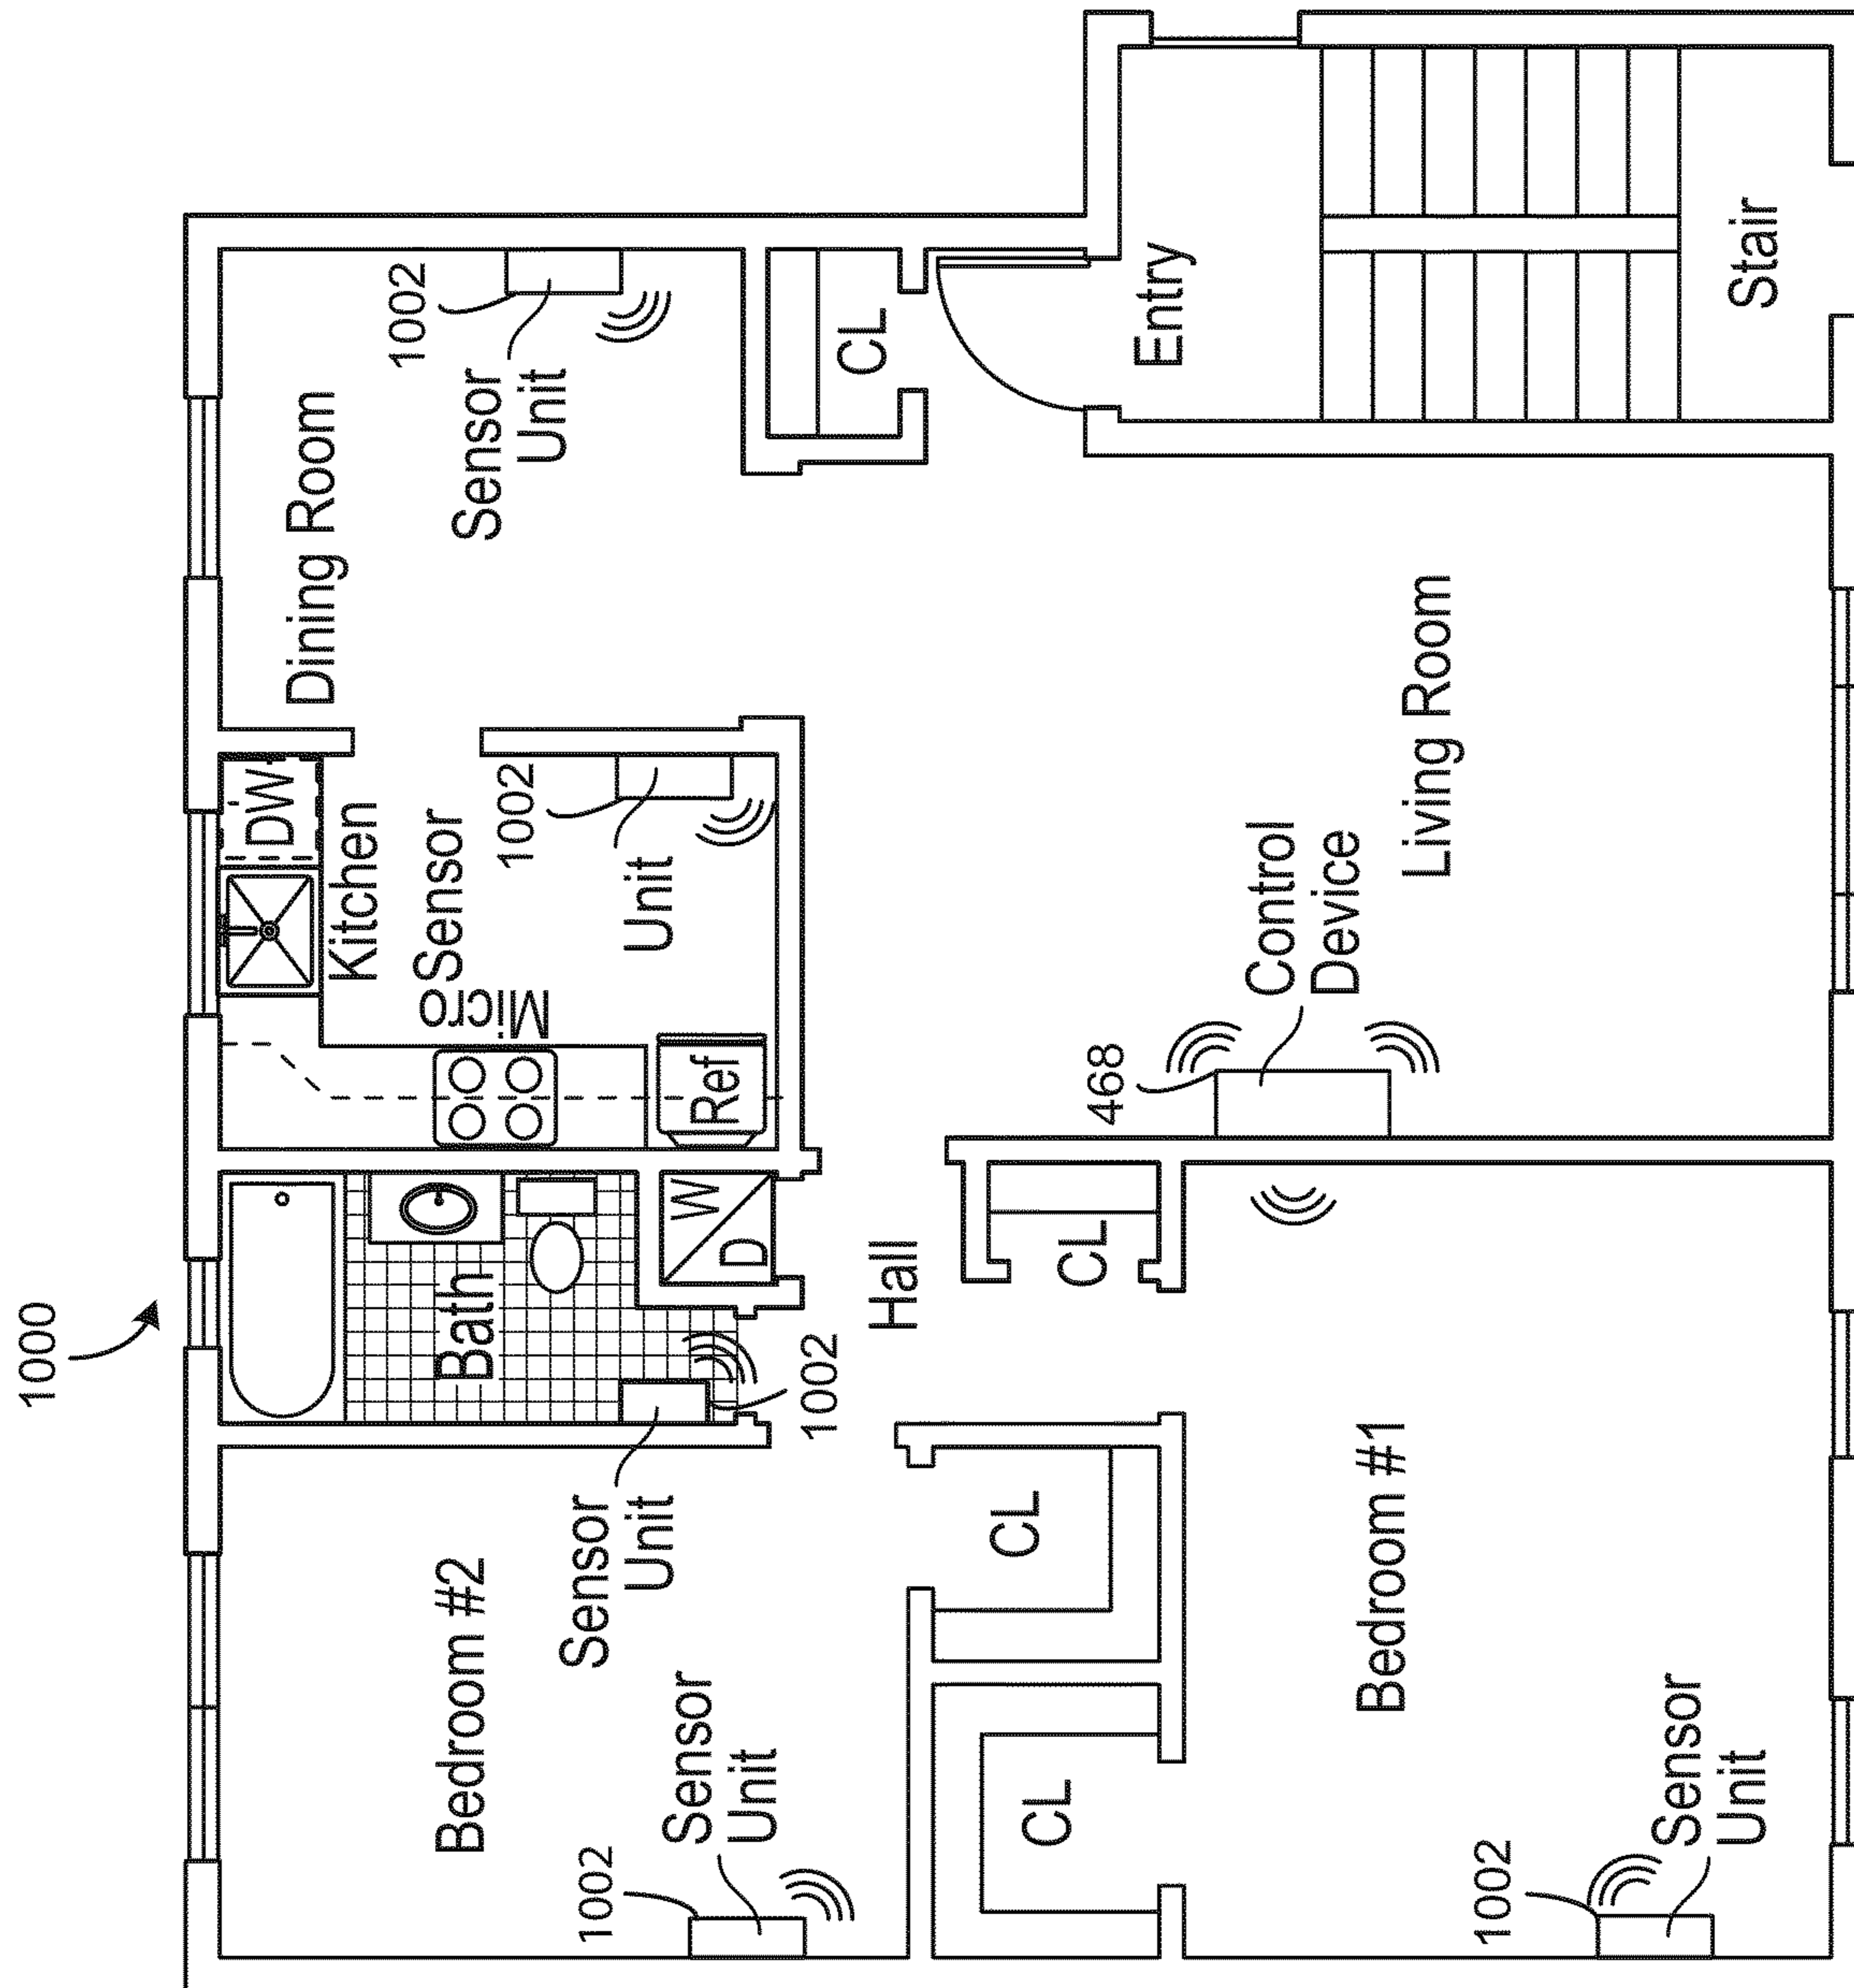 1000
Bedroom #2
Sensor
Unit
1002
Sensor
Unit
1002
Bath
W
D
Hall
DW
Kitchen
Micro
Ref
Sensor
Unit
1002
Dining Room
Sensor
Unit
1002
CL
Entry
Stair
CL
CL
CL
468
Control
Device
Living Room
Bedroom #1
1002
Sensor
Unit